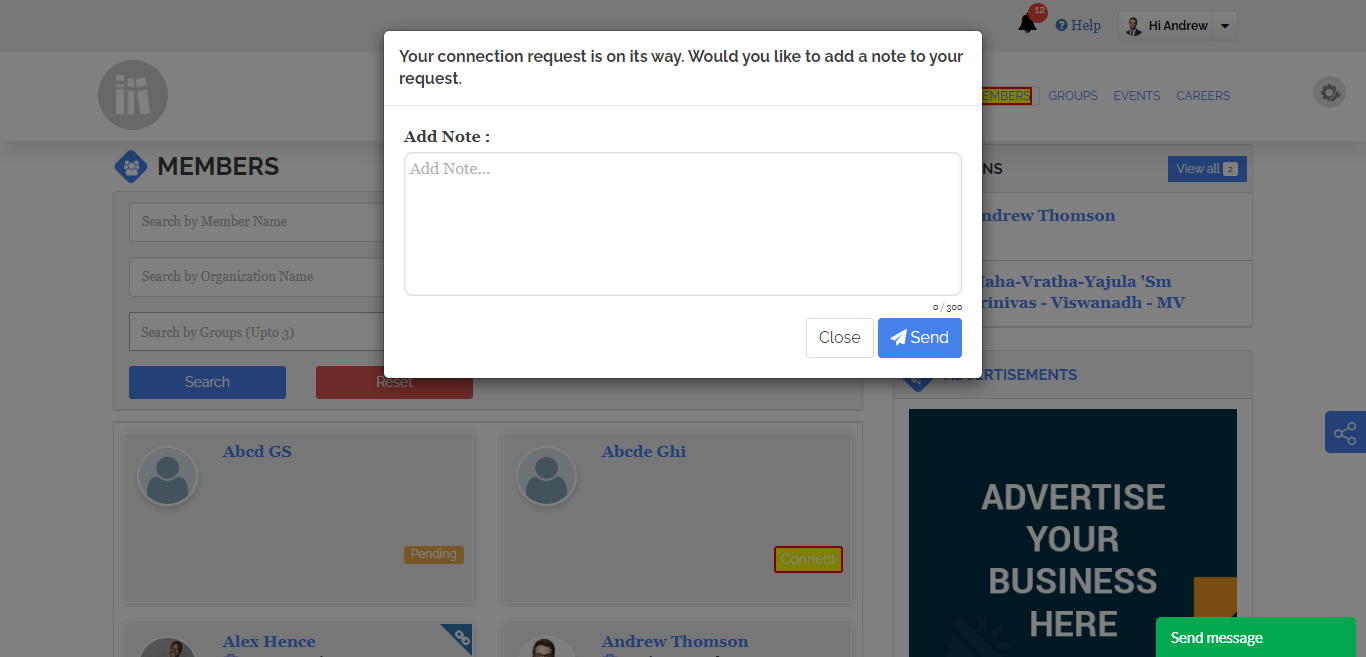 12
Help
Hi Andrew
Your connection request is on its way. Would you like to add a note to your
request.
EMBERS
GROUPS
EVENTS
CAREERS
Add Note :
Add Note...
0 / 300
Close
Send
MEMBERS
Search by Member Name
Search by Organization Name
Search by Groups (Upto 3)
Search
Reset
NS
View all 2
ndrew Thomson
aha-Vratha-Yajula 'Sm
rinivas - Viswanadh - MV
ADVERTISEMENTS
Abcd GS
Pending
Abcde Ghi
Connect
Alex Hence
Andrew Thomson
ADVERTISE
YOUR
BUSINESS
HERE
Send message